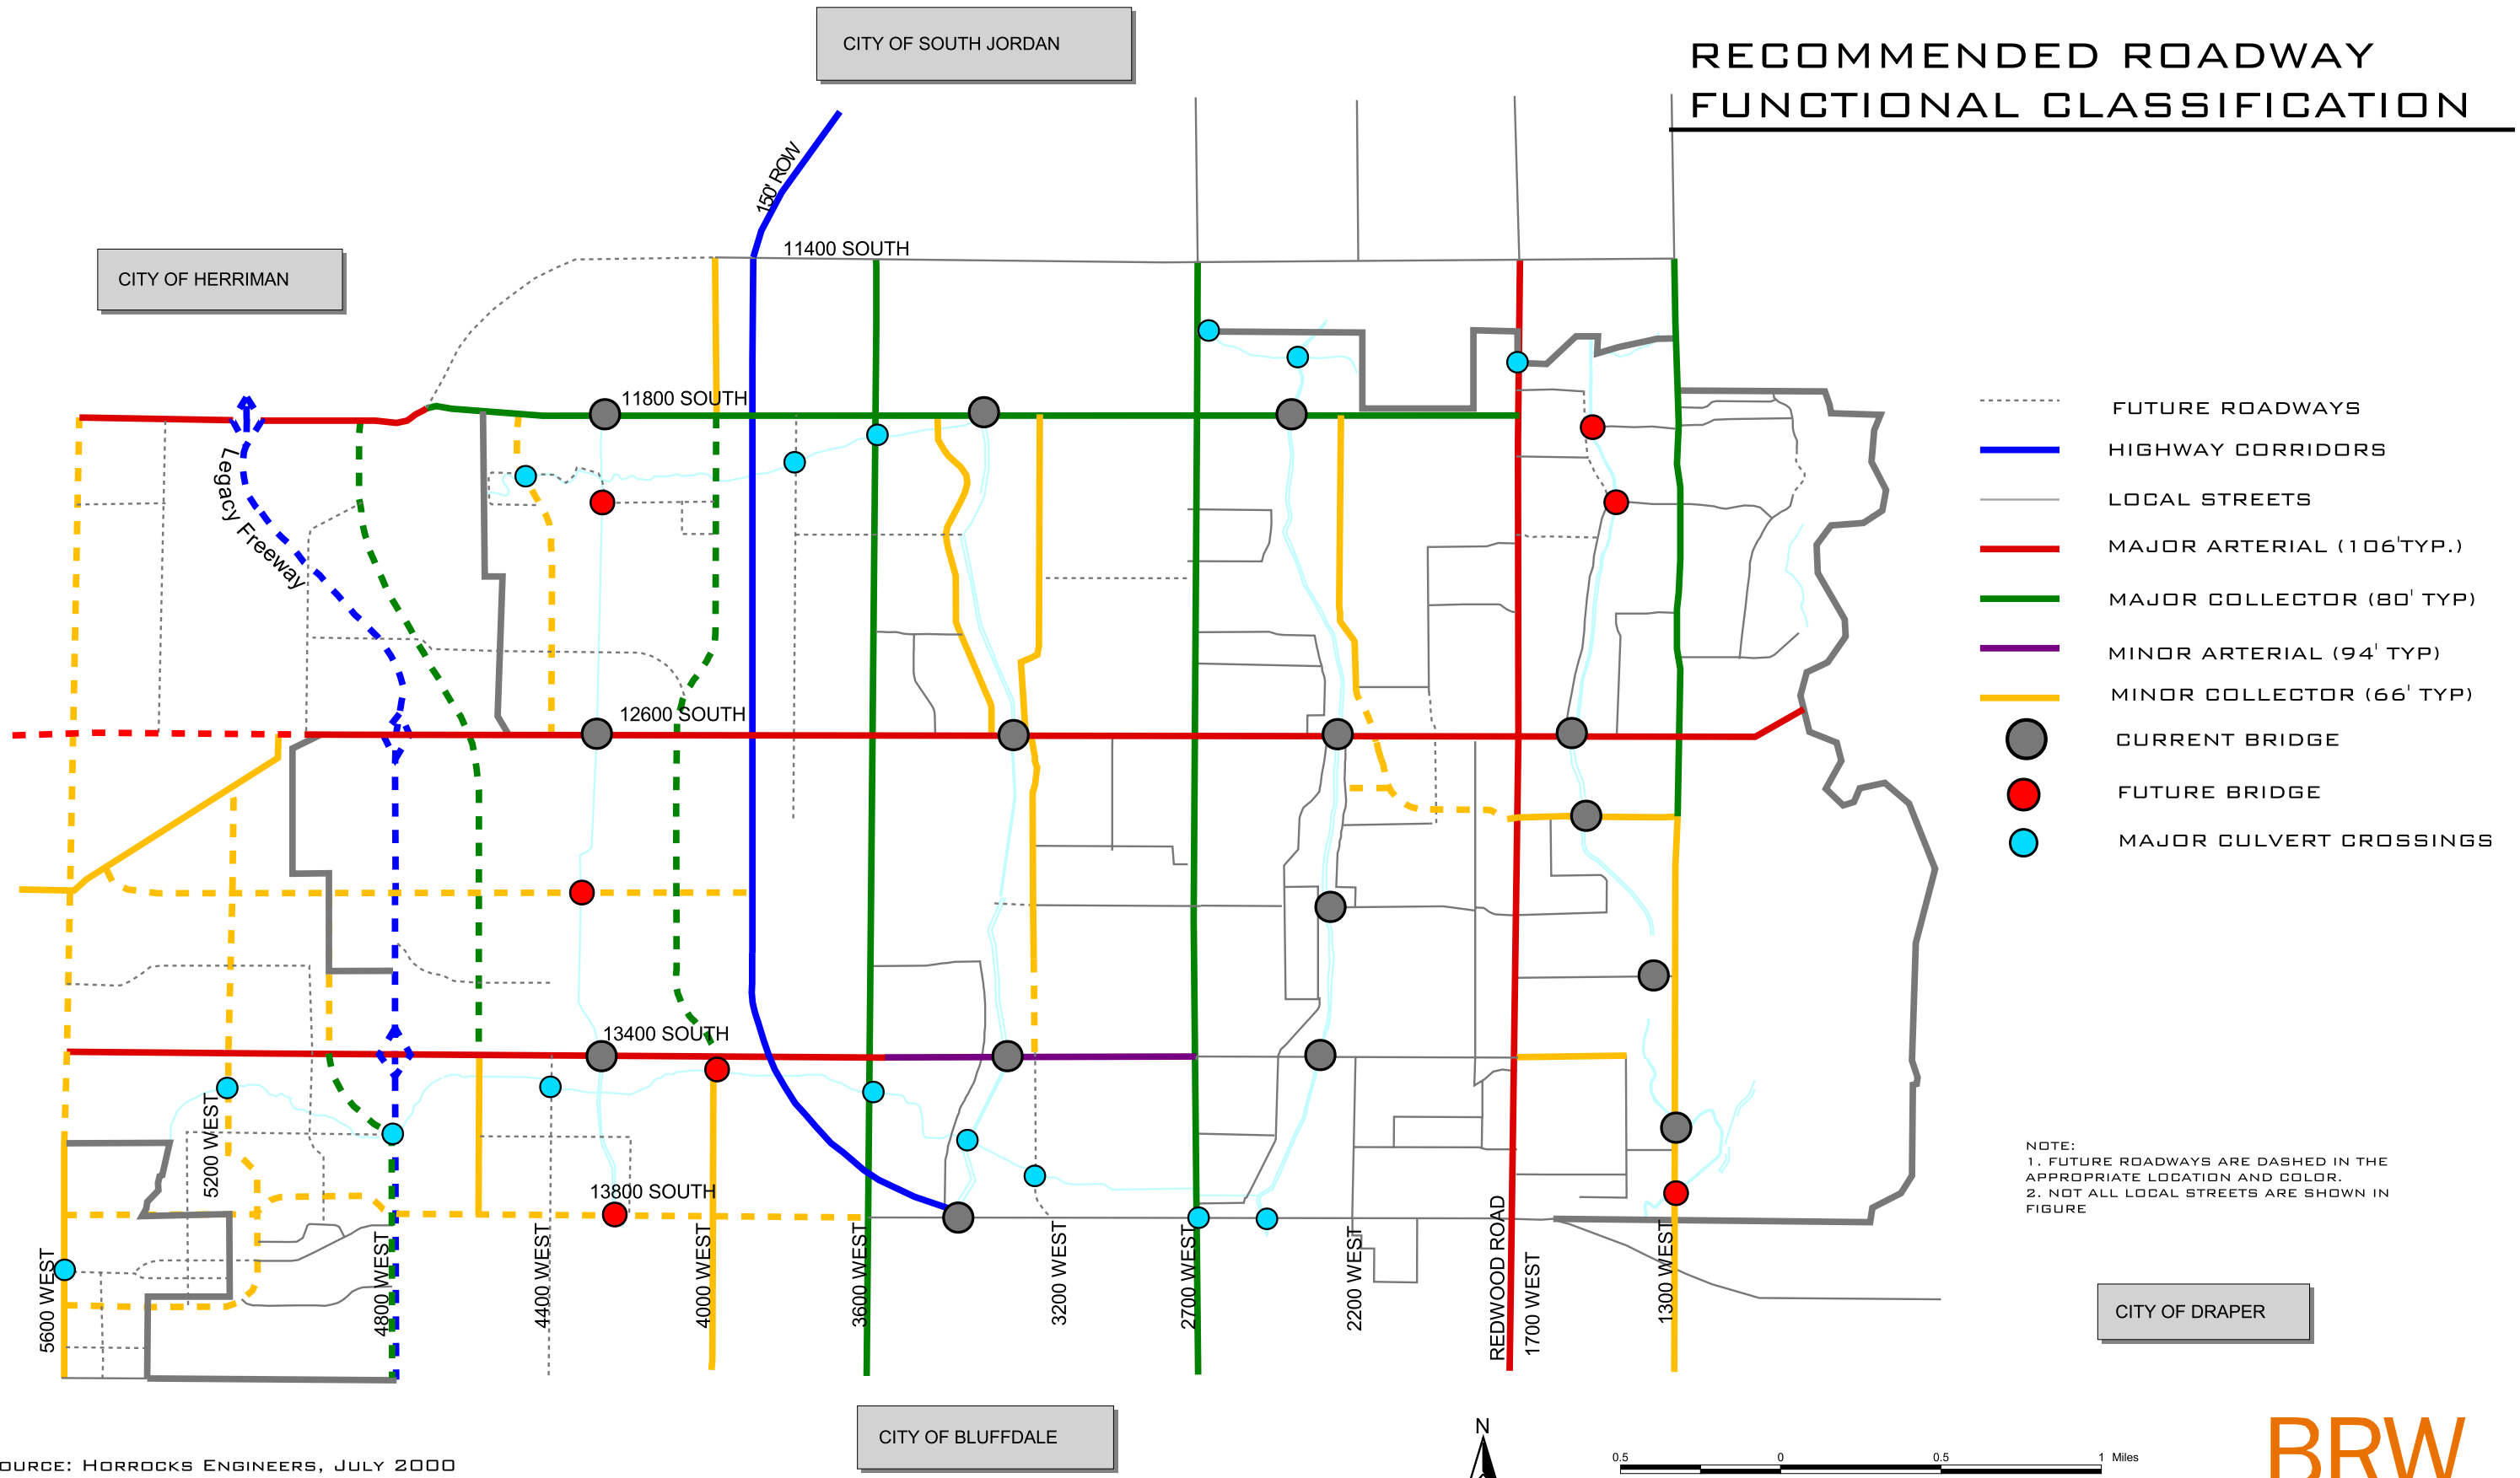 CITY OF SOUTH JORDAN
RECOMMENDED ROADWAY
FUNCTIONAL CLASSIFICATION
150' ROW
11400 SOUTH
CITY OF HERRIMAN
11800 SOUTH
Legacy Freeway
12600 SOUTH
13400 SOUTH
13800 SOUTH
FUTURE ROADWAYS
HIGHWAY CORRIDORS
LOCAL STREETS
MAJOR ARTERIAL (106'TYP.)
MAJOR COLLECTOR (80' TYP)
MINOR ARTERIAL (94' TYP)
MINOR COLLECTOR (66' TYP)
CURRENT BRIDGE
FUTURE BRIDGE
MAJOR CULVERT CROSSINGS
5600 WEST
5200 WEST
4800 WEST
4400 WEST
4000 WEST
3600 WEST
3200 WEST
2700 WEST
2200 WEST
REDWOOD ROAD
1700 WEST
1300 WEST
NOTE:
1. FUTURE ROADWAYS ARE DASHED IN THE
APPROPRIATE LOCATION AND COLOR.
2. NOT ALL LOCAL STREETS ARE SHOWN IN
FIGURE
CITY OF DRAPER
CITY OF BLUFFDALE
N
0.5 0 0.5 1 Miles
BRW
OURCE: HORROCKS ENGINEERS, JULY 2000